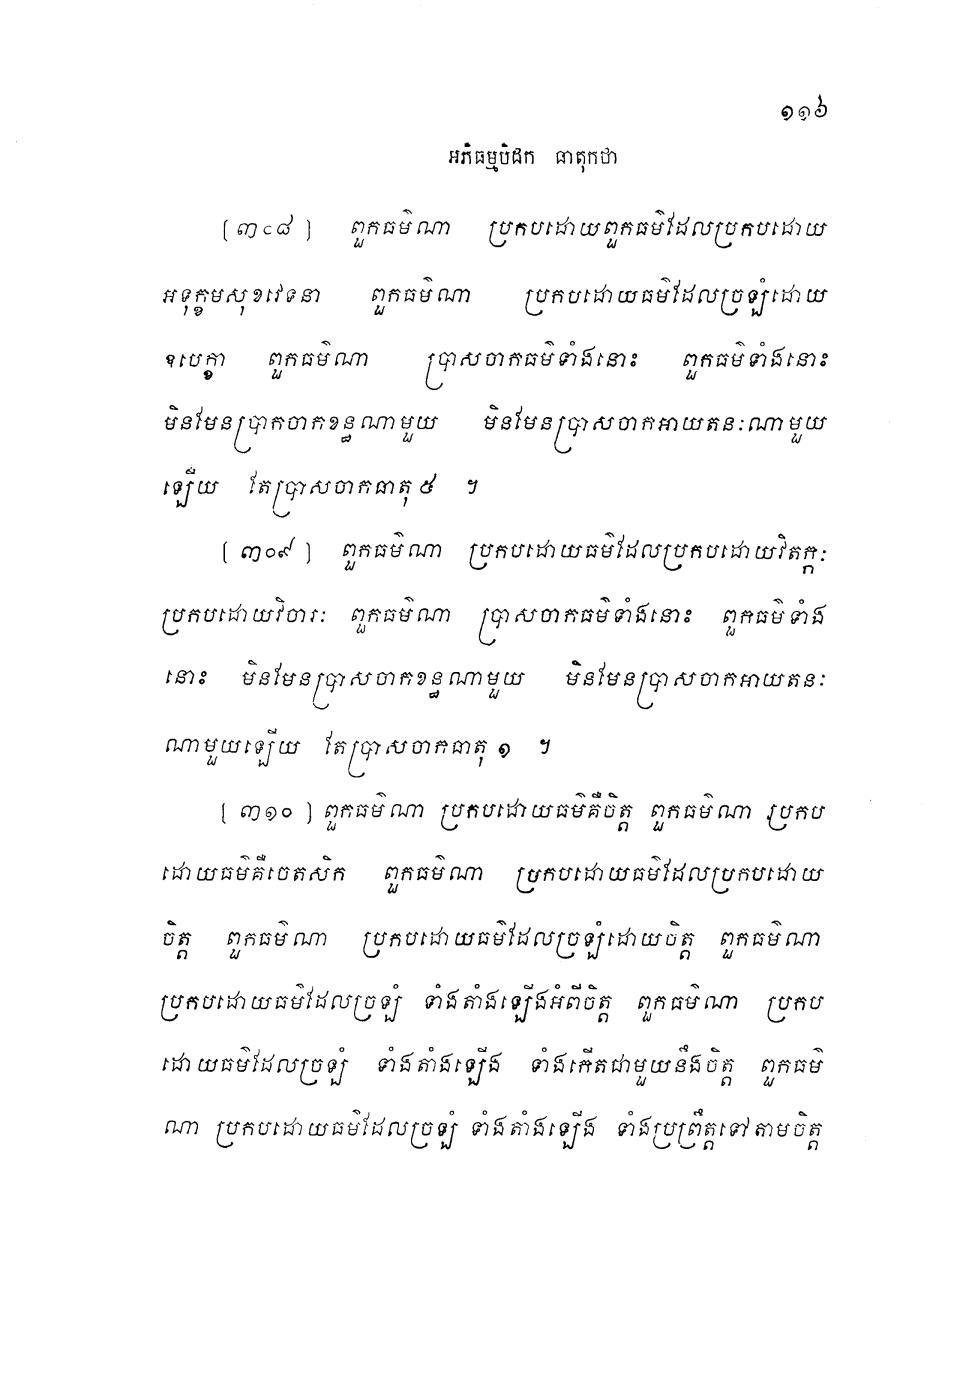 ១១៦
អភិធម្មបិដក ធាតុកថា
[ ៣០៨ ] ពួកធម៌ណា ប្រកបដោយពួកធម៌ដែលប្រកបដោយ
អទុក្ខមសុខវេទនា ពួកធម៌ណា ប្រកបដោយធម៌ដែលច្រឡំដោយ
ឧបេក្ខា ពួកធម៌ណា ប្រាសចាកធម៌ទាំងនោះ ពួកធម៌ទាំងនោះ
មិនមែនប្រាកចាកខន្ធណាមួយ មិនមែនប្រាសចាកអាយតនៈណាមួយ
ឡើយ តែប្រាសចាកធាតុ ៥ ។
[ ៣០៩ ] ពួកធម៌ណា ប្រកបដោយធម៌ដែលប្រកបដោយវិតក្កៈ
ប្រកបដោយវិចារៈ ពួកធម៌ណា ប្រាសចាកធម៌ទាំងនោះ ពួកធម៌ទាំង
នោះ មិនមែនប្រាសចាកខន្ធណាមួយ មិនមែនប្រាសចាកអាយតនៈ
ណាមួយឡើយ តែប្រាសចាកធាតុ ១ ។
[ ៣១០ ] ពួកធម៌ណា ប្រកបដោយធម៌គឺចិត្ត ពួកធម៌ណា ប្រកប
ដោយធម៌គឺចេតសិក ពួកធម៌ណា ប្រកបដោយធម៌ដែលប្រកបដោយ
ចិត្ត ពួកធម៌ណា ប្រកបដោយធម៌ដែលច្រឡំដោយចិត្ត ពួកធម៌ណា
ប្រកបដោយធម៌ដែលច្រឡំ ទាំងតាំងឡើងអំពីចិត្ត ពួកធម៌ណា ប្រកប
ដោយធម៌ដែលច្រឡំ ទាំងតាំងឡើង ទាំងកើតជាមួយនឹងចិត្ត ពួកធម៌
ណា ប្រកបដោយធម៌ដែលច្រឡំ ទាំងតាំងឡើង ទាំងប្រព្រឹត្តទៅតាមចិត្ត